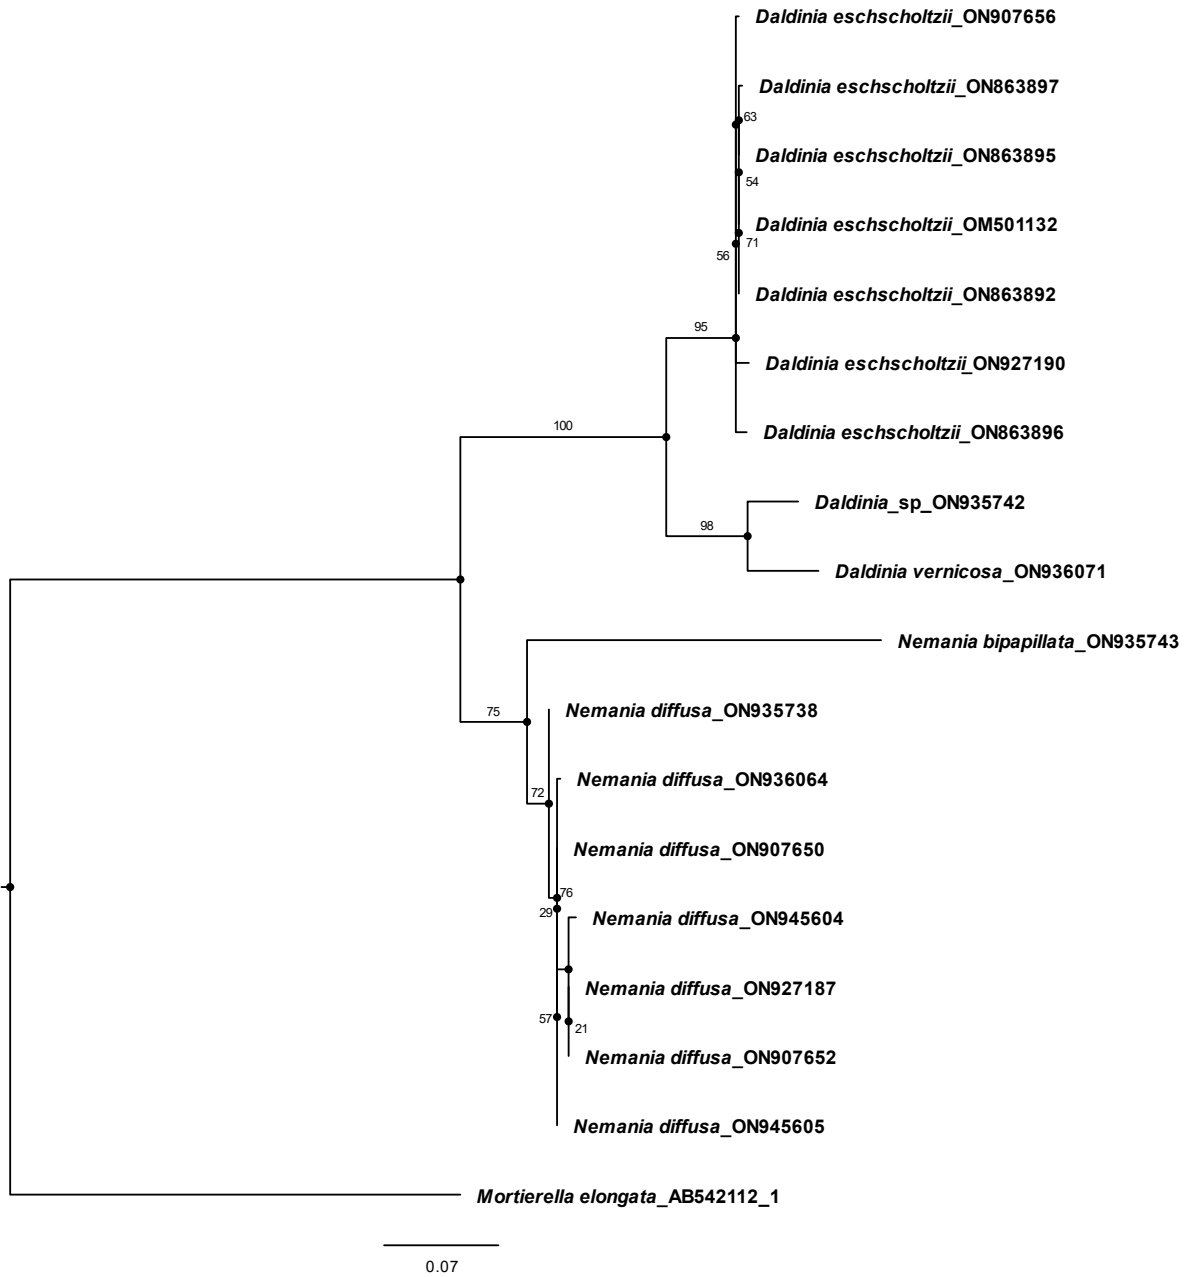 Daldinia eschscholtzii_ON907656
Daldinia eschscholtzii_ON863897
63
Daldinia eschscholtzii_ON863895
54
Daldinia eschscholtzii_OM501132
71
56
Daldinia eschscholtzii_ON863892
95
Daldinia eschscholtzii_ON927190
100
Daldinia eschscholtzii_ON863896
Daldinia_sp_ON935742
98
Daldinia vernicosa_ON936071
Nemania bipapillata_ON935743
75
Nemania diffusa_ON935738
Nemania diffusa_ON936064
72
Nemania diffusa_ON907650
76
29
Nemania diffusa_ON945604
Nemania diffusa_ON927187
57
21
Nemania diffusa_ON907652
Nemania diffusa_ON945605
Mortierella elongata_AB542112_1
0.07